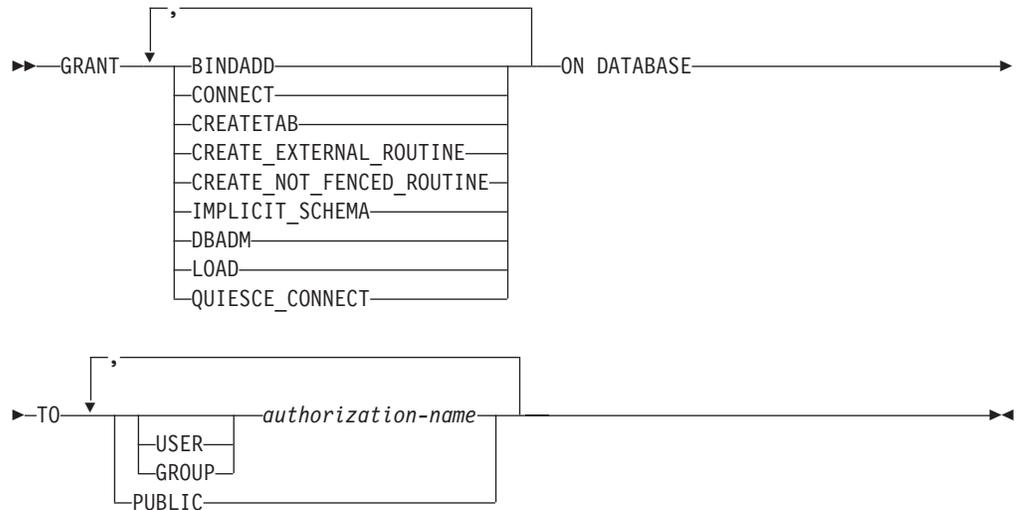 ,
GRANT BINDADD ON DATABASE
CONNECT
CREATETAB
CREATE_EXTERNAL_ROUTINE
CREATE_NOT_FENCED_ROUTINE
IMPLICIT_SCHEMA
DBADM
LOAD
QUIESCE_CONNECT
,
TO authorization-name
USER
GROUP
PUBLIC